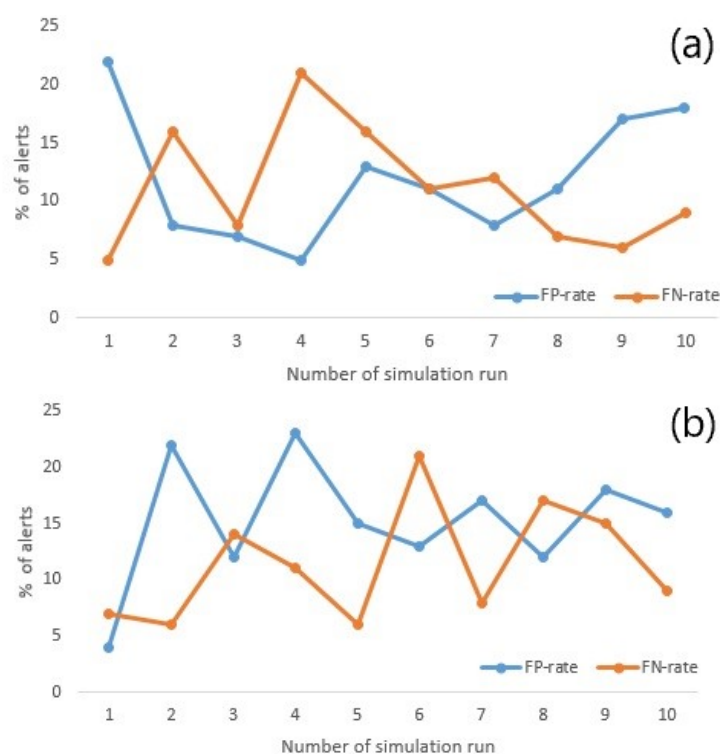 (a)
25
20
15
10
5
0
% of alerts
FP-rate FN-rate
1 2 3 4 5 6 7 8 9 10
Number of simulation run
(b)
25
20
15
10
5
0
% of alerts
FP-rate FN-rate
1 2 3 4 5 6 7 8 9 10
Number of simulation run